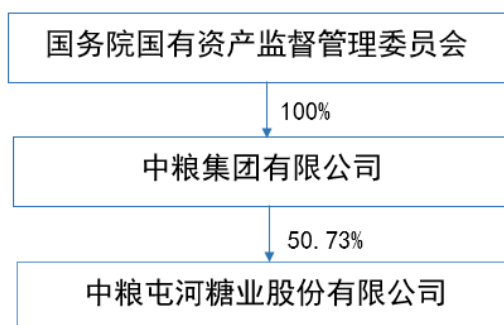 国务院国有资产监督管理委员会
100%
中粮集团有限公司
50.73%
中粮屯河糖业股份有限公司